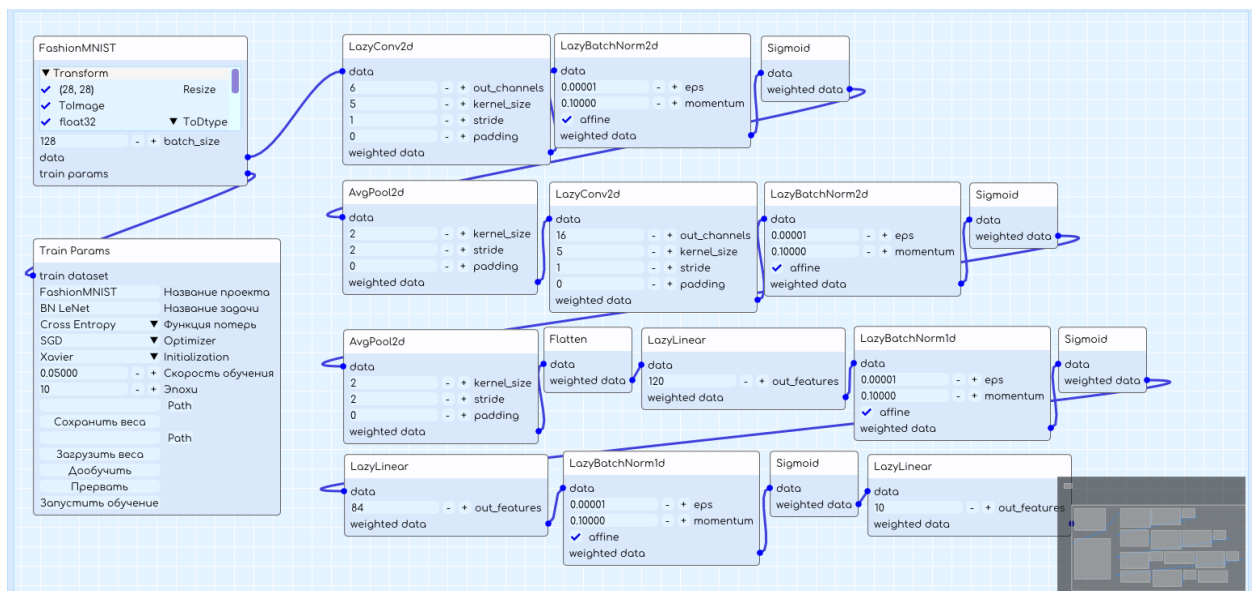 FashionMNIST
▼ Transform
(28, 28) Resize
ToImage
float32 ▼ ToDtype
128 - + batch_size
data
train params
Train Params
train dataset
FashionMNIST Название проекта
BN LeNet Название задачи
Cross Entropy ▼ Функция потерь
SGD ▼ Optimizer
Xavier ▼ Initialization
0.05000 - + Скорость обучения
10 - + Эпохи
Path
Сохранить веса
Path
Загрузить веса
Дообучить
Прервать
Запустить обучение
LazyConv2d
data
6 - + out_channels
5 - + kernel_size
1 - + stride
0 - + padding
weighted data
LazyBatchNorm2d
data
0.00001 - + eps
0.10000 - + momentum
affine
weighted data
Sigmoid
data
weighted data
AvgPool2d
data
2 - + kernel_size
2 - + stride
0 - + padding
weighted data
LazyConv2d
data
16 - + out_channels
5 - + kernel_size
1 - + stride
0 - + padding
weighted data
LazyBatchNorm2d
data
0.00001 - + eps
0.10000 - + momentum
affine
weighted data
Sigmoid
data
weighted data
AvgPool2d
data
2 - + kernel_size
2 - + stride
0 - + padding
weighted data
Flatten
data
weighted data
LazyLinear
data
120 - + out_features
weighted data
LazyBatchNorm1d
data
0.00001 - + eps
0.10000 - + momentum
affine
weighted data
Sigmoid
data
weighted data
LazyLinear
data
84 - + out_features
weighted data
LazyBatchNorm1d
data
0.00001 - + eps
0.10000 - + momentum
affine
weighted data
Sigmoid
data
weighted data
LazyLinear
data
10 - + out_features
weighted data